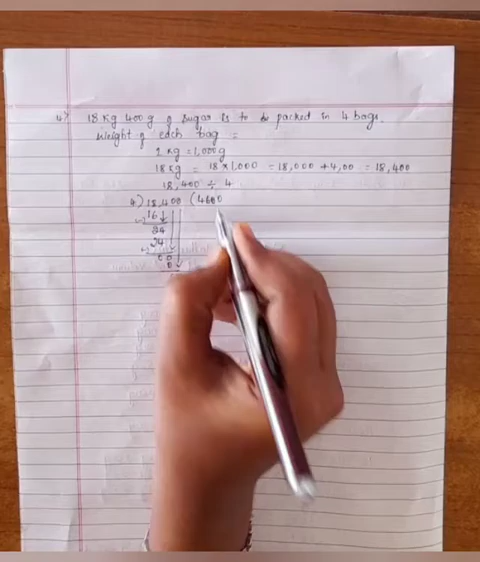 4) 18 Kg 400 g of sugar is to be packed in 4 bags.
Weight of each bag =
1 Kg = 1,000 g
18 Kg = 18 x 1,000 = 18,000 + 4,00 = 18,400
18,400 ÷ 4
4) 18,400 (4600
(-) 16
24
24
(-)
00
0